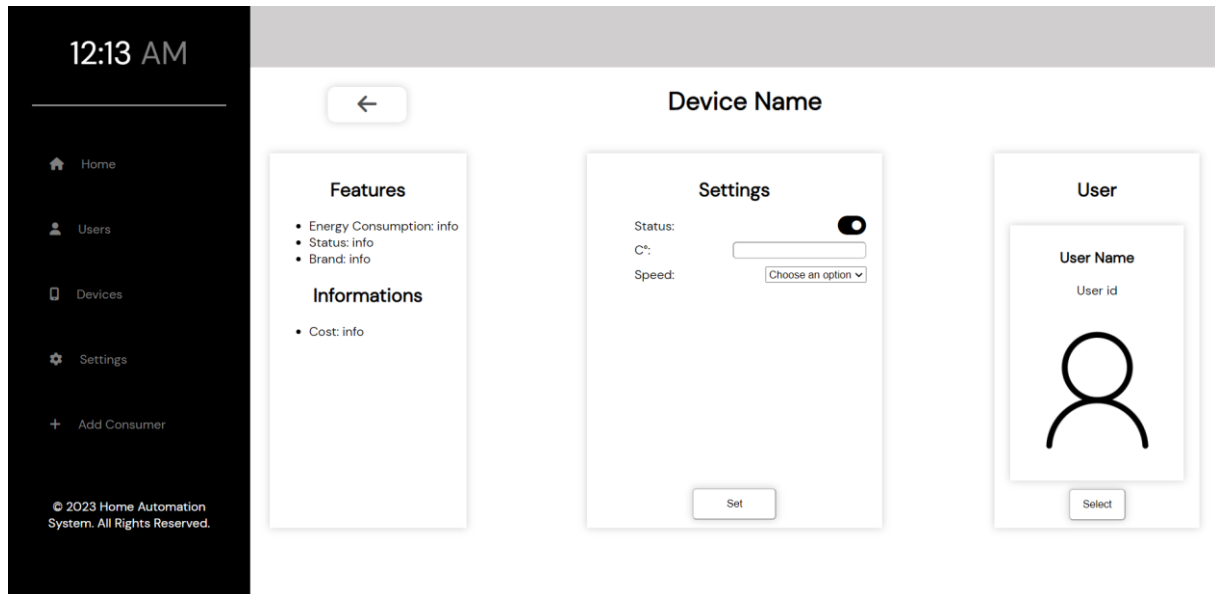 12:13 AM
Home
Users
Devices
Settings
Add Consumer
© 2023 Home Automation
System. All Rights Reserved.
Device Name
Features
• Energy Consumption: info
• Status: info
• Brand: info
Informations
• Cost: info
Settings
Status:
C°:
Speed: Choose an option
Set
User
User Name
User id
Select